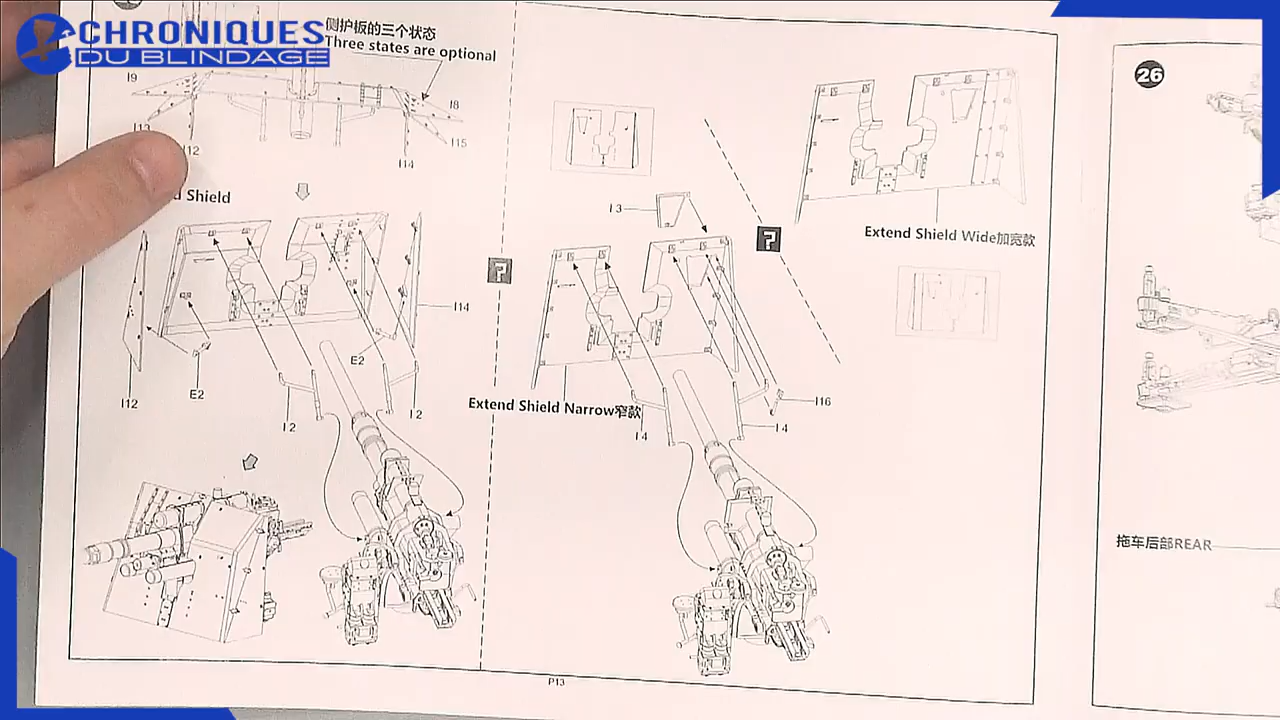 CHRONIQUES
DU BLINDAGE
侧护板的三个状态
Three states are optional
I9
I8
I13
I12
I15
I14
Shield
I14
E2
I12
E2
I2
I2
?
I3
?
Extend Shield Wide加宽款
Extend Shield Narrow窄款
I16
I4
I4
P13
26
拖车后部REAR